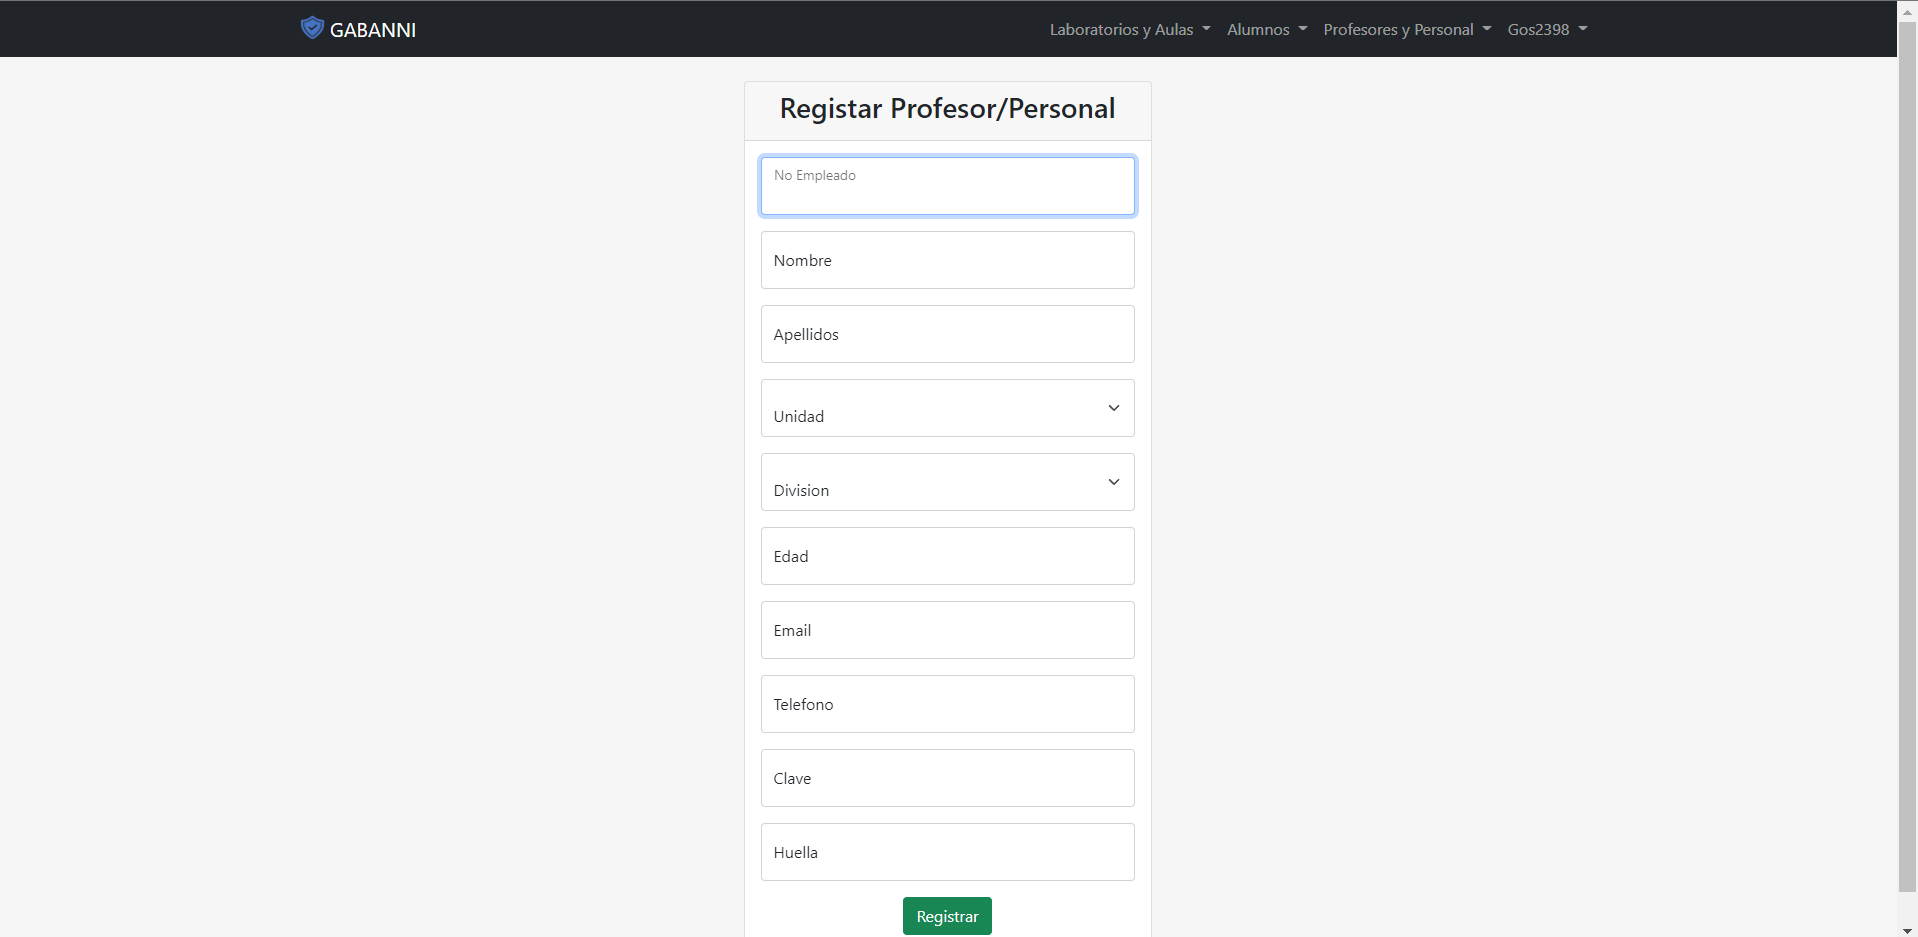 GABANNI
Laboratorios y Aulas Alumnos Profesores y Personal Gos2398
Registar Profesor/Personal
No Empleado
Nombre
Apellidos
Unidad
Division
Edad
Email
Telefono
Clave
Huella
Registrar